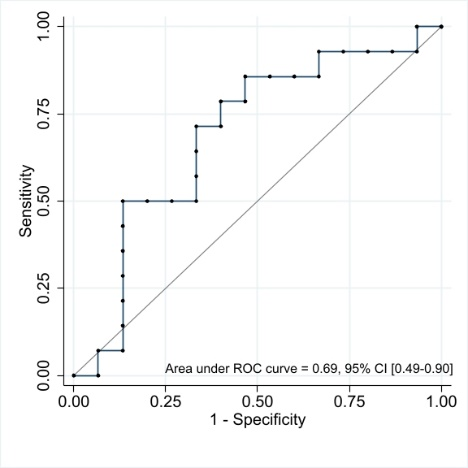 1.00
0.75
0.50
0.25
0.00
Sensitivity
Area under ROC curve = 0.69, 95% CI [0.49-0.90]
0.00 0.25 0.50 0.75 1.00
1 - Specificity